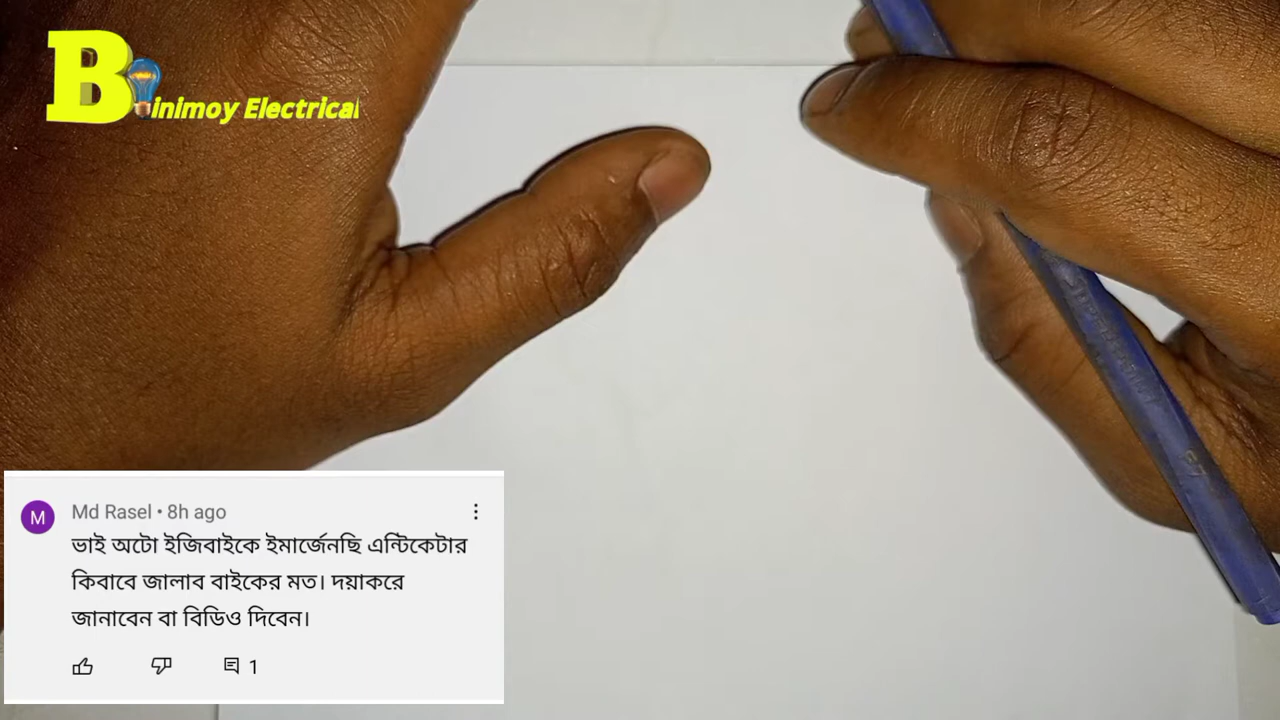 Binimoy Electrical
Md Rasel • 8h ago
ভাই অটো ইজিবাইকে ইমার্জেনছি এন্টিকেটার
কিবাবে জালাব বাইকের মত। দয়াকরে
জানাবেন বা বিডিও দিবেন।
1